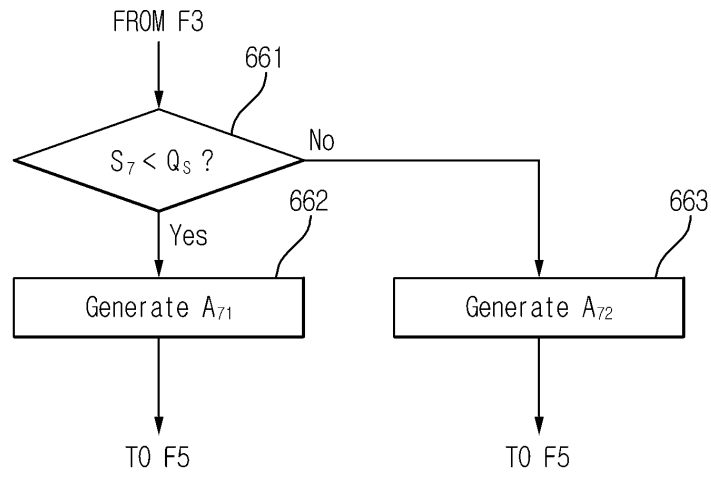 FROM F3
661
S₇ < Qₛ ?
No
Yes
662
663
Generate A₇₁
Generate A₇₂
TO F5
TO F5